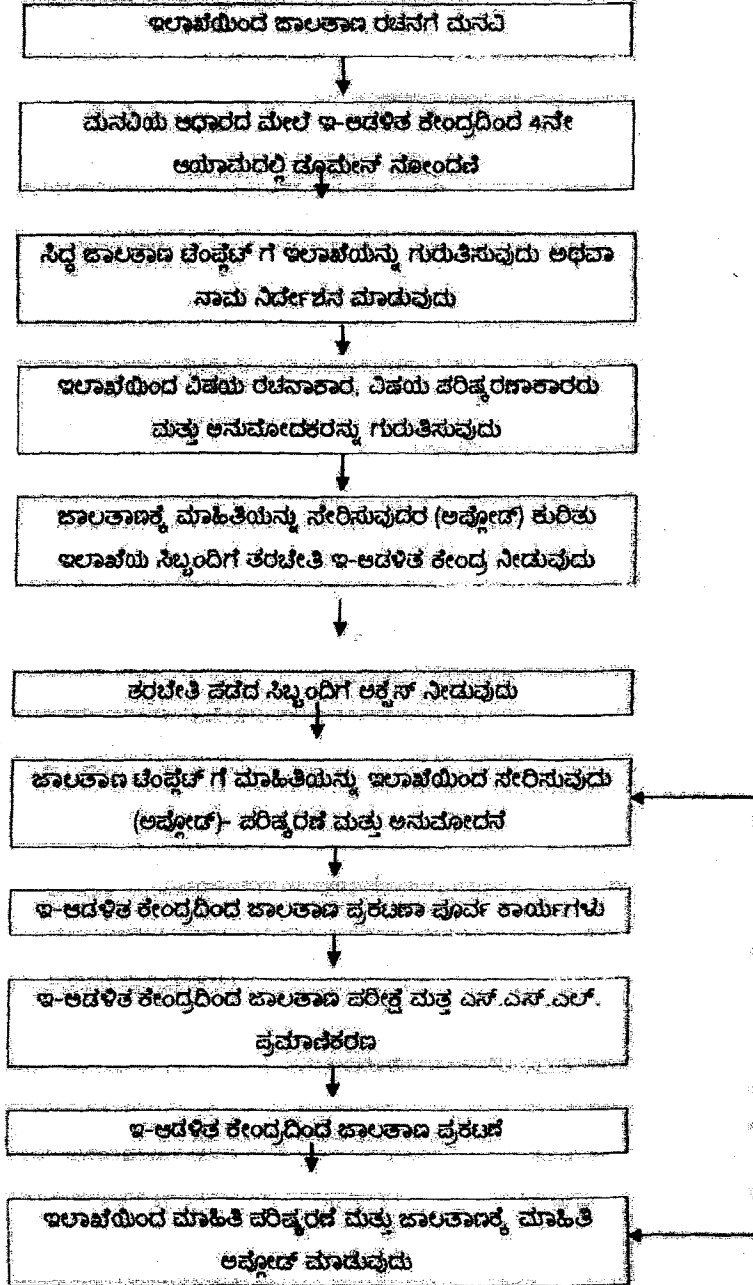 ಇಲಾಖೆಯಿಂದ ಜಾಲತಾಣ ರಚನೆಗೆ ಮನವಿ
ಮನವಿಯ ಆಧಾರದ ಮೇಲೆ ಇ-ಆಡಳಿತ ಕೇಂದ್ರದಿಂದ 4ನೇ
ಆಯಾಮದಲ್ಲಿ ಡೊಮೇನ್ ನೋಂದಣಿ
ಸಿದ್ಧ ಜಾಲತಾಣ ಟೆಂಪ್ಲೆಟ್ ಗೆ ಇಲಾಖೆಯನ್ನು ಗುರುತಿಸುವುದು ಅಥವಾ
ನಾಮ ನಿರ್ದೇಶನ ಮಾಡುವುದು
ಇಲಾಖೆಯಿಂದ ವಿಷಯ ರಚನಾಕಾರ, ವಿಷಯ ಪರಿಷ್ಕರಣಾಕಾರರು
ಮತ್ತು ಅನುಮೋದಕರನ್ನು ಗುರುತಿಸುವುದು
ಜಾಲತಾಣಕ್ಕೆ ಮಾಹಿತಿಯನ್ನು ಸೇರಿಸುವುದರ (ಅಪ್ಲೋಡ್) ಕುರಿತು
ಇಲಾಖೆಯ ಸಿಬ್ಬಂದಿಗೆ ತರಬೇತಿ ಇ-ಆಡಳಿತ ಕೇಂದ್ರ ನೀಡುವುದು
ತರಬೇತಿ ಪಡೆದ ಸಿಬ್ಬಂದಿಗೆ ಆಕ್ಸಸ್ ನೀಡುವುದು
ಜಾಲತಾಣ ಟೆಂಪ್ಲೆಟ್ ಗೆ ಮಾಹಿತಿಯನ್ನು ಇಲಾಖೆಯಿಂದ ಸೇರಿಸುವುದು
(ಅಪ್ಲೋಡ್)- ಪರಿಷ್ಕರಣೆ ಮತ್ತು ಅನುಮೋದನೆ
ಇ-ಆಡಳಿತ ಕೇಂದ್ರದಿಂದ ಜಾಲತಾಣ ಪ್ರಕಟಣಾ ಪೂರ್ವ ಕಾರ್ಯಗಳು
ಇ-ಆಡಳಿತ ಕೇಂದ್ರದಿಂದ ಜಾಲತಾಣ ಪರೀಕ್ಷೆ ಮತ್ತ ಎಸ್.ಎಸ್.ಎಲ್.
ಪ್ರಮಾಣಿಕರಣ
ಇ-ಆಡಳಿತ ಕೇಂದ್ರದಿಂದ ಜಾಲತಾಣ ಪ್ರಕಟಣೆ
ಇಲಾಖೆಯಿಂದ ಮಾಹಿತಿ ಪರಿಷ್ಕರಣೆ ಮತ್ತು ಜಾಲತಾಣಕ್ಕೆ ಮಾಹಿತಿ
ಅಪ್ಲೋಡ್ ಮಾಡುವುದು